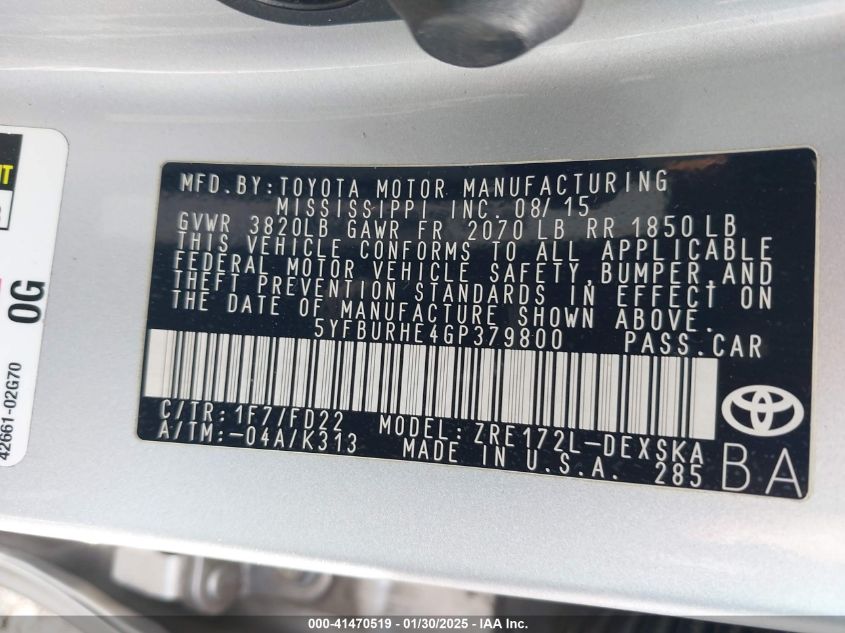 MFD. BY: TOYOTA MOTOR MANUFACTURING
MISSISSIPPI INC. 08/15
GVWR 3820LB GAWR FR 2070 LB RR 1850 LB
THIS VEHICLE CONFORMS TO ALL APPLICABLE
FEDERAL MOTOR VEHICLE SAFETY, BUMPER, AND
THEFT PREVENTION STANDARDS IN EFFECT ON
THE DATE OF MANUFACTURE SHOWN ABOVE.
5YFBURHE4GP379800 PASS. CAR
C/TR: 1F7/FD22 MODEL: ZRE172L-DEXSKA
A/TM: -04A/K313 MADE IN U.S.A. 285
BA
0G
42661-02G70
000-41470519 - 01/30/2025 - IAA Inc.